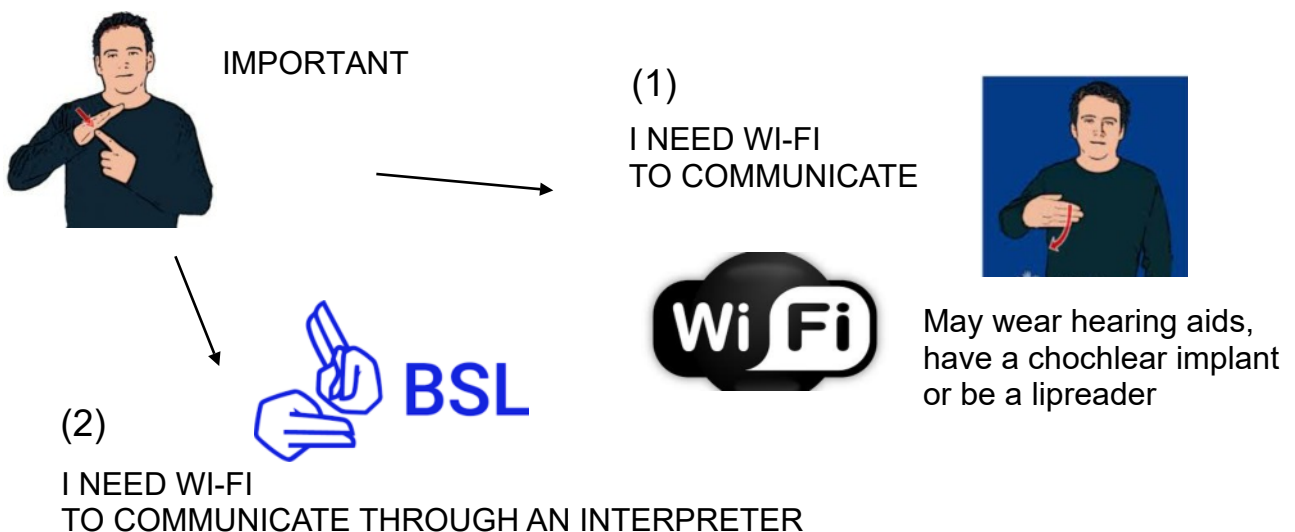 IMPORTANT
(1)
I NEED WI-FI
TO COMMUNICATE
Wi Fi
May wear hearing aids,
have a chochlear implant
or be a lipreader
BSL
(2)
I NEED WI-FI
TO COMMUNICATE THROUGH AN INTERPRETER